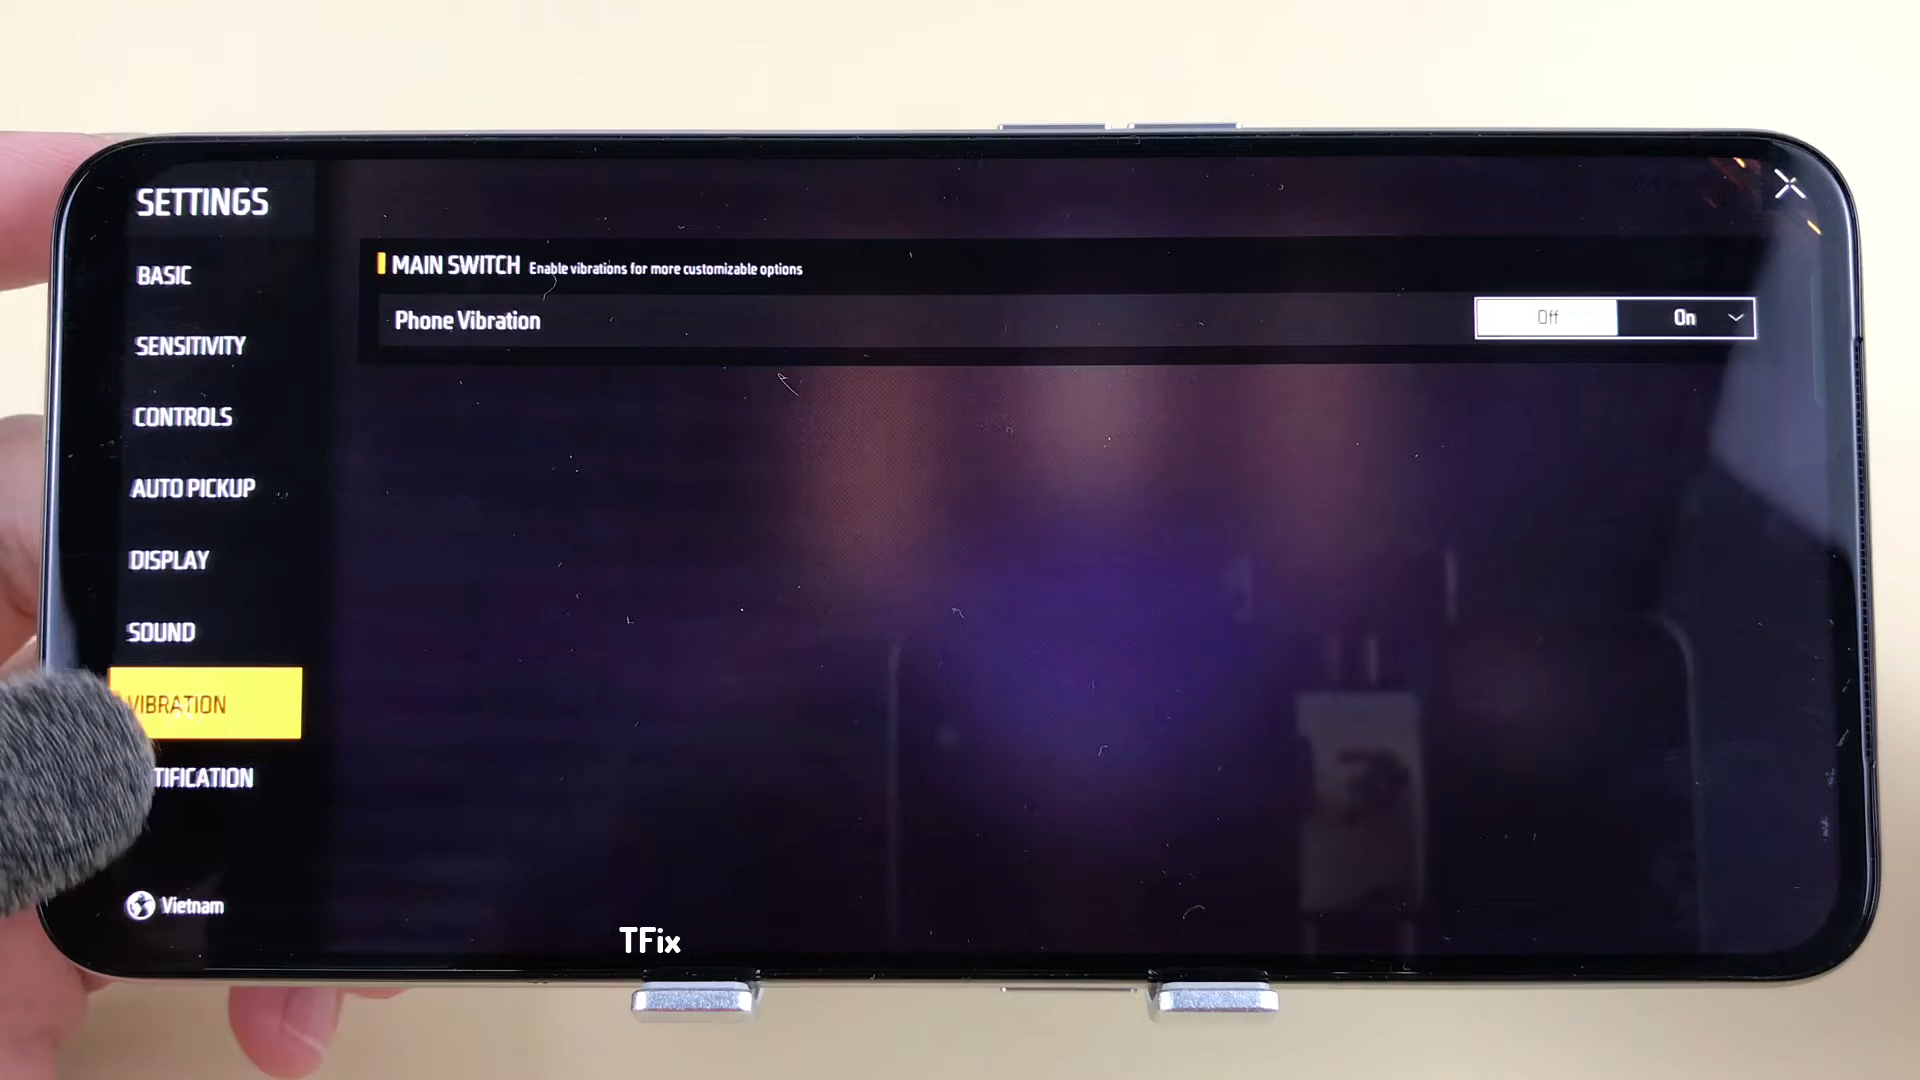 SETTINGS
BASIC
SENSITIVITY
CONTROLS
AUTO PICKUP
DISPLAY
SOUND
VIBRATION
TIFICATION
Vietnam
MAIN SWITCH Enable vibrations for more customizable options
Phone Vibration
Off On
TFix